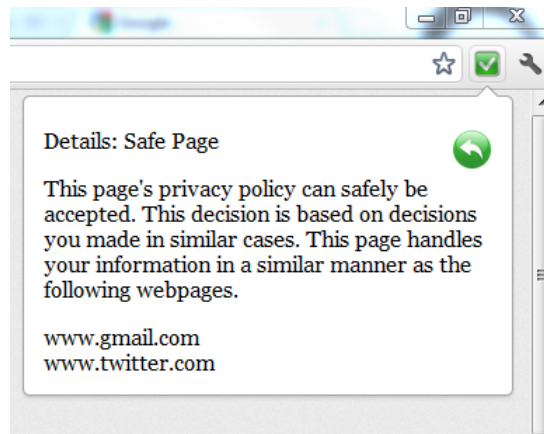 Google
Details: Safe Page
This page's privacy policy can safely be
accepted. This decision is based on decisions
you made in similar cases. This page handles
your information in a similar manner as the
following webpages.
www.gmail.com
www.twitter.com